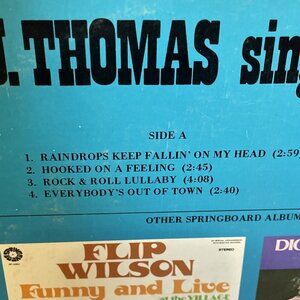 J. THOMAS sing
SIDE A
1. RAINDROPS KEEP FALLIN' ON MY HEAD (2:59
2. HOOKED ON A FEELING (2:45)
3. ROCK & ROLL LULLABY (4:08)
4. EVERYBODY'S OUT OF TOWN (2:40)
OTHER SPRINGBOARD ALBUM
STEREO
FLIP
WILSON
Funny and Live
at the VILLAGE
DIO